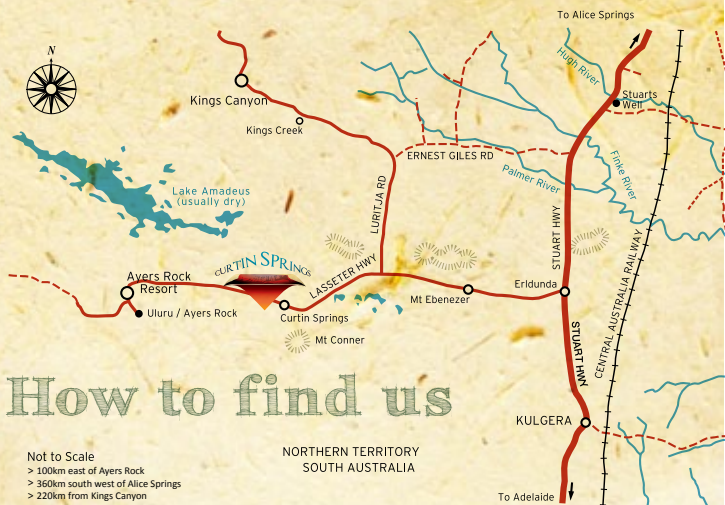 To Alice Springs
N
Hugh River
Kings Canyon
Stuarts
Well
Kings Creek
ERNEST GILES RD
Finke River
Palmer River
Lake Amadeus
(usually dry)
LURITJA RD
STUART HWY
CURTIN SPRINGS
LASSETER HWY
CENTRAL AUSTRALIA RAILWAY
Ayers Rock
Resort
Erldunda
Mt Ebenezer
Uluru / Ayers Rock
Curtin Springs
STUART HWY
Mt Conner
How to find us
KULGERA
Not to Scale
> 100km east of Ayers Rock
> 360km south west of Alice Springs
> 220km from Kings Canyon
NORTHERN TERRITORY
SOUTH AUSTRALIA
To Adelaide